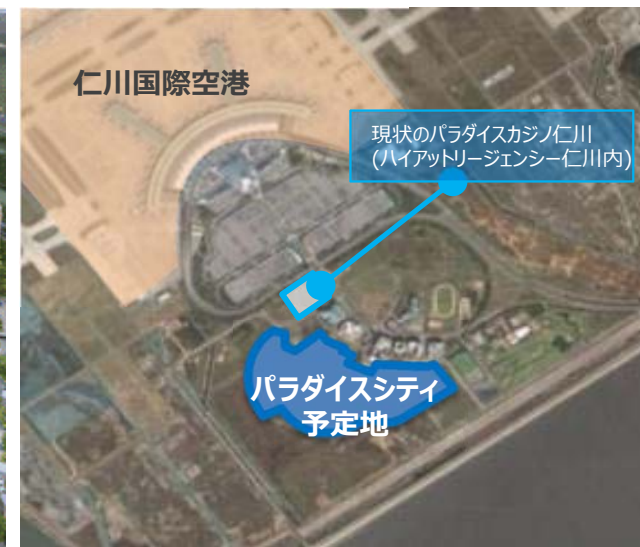 仁川国際空港
現状のパラダイスカジノ仁川
(ハイアットリージェンシー仁川内)
パラダイスシティ
予定地